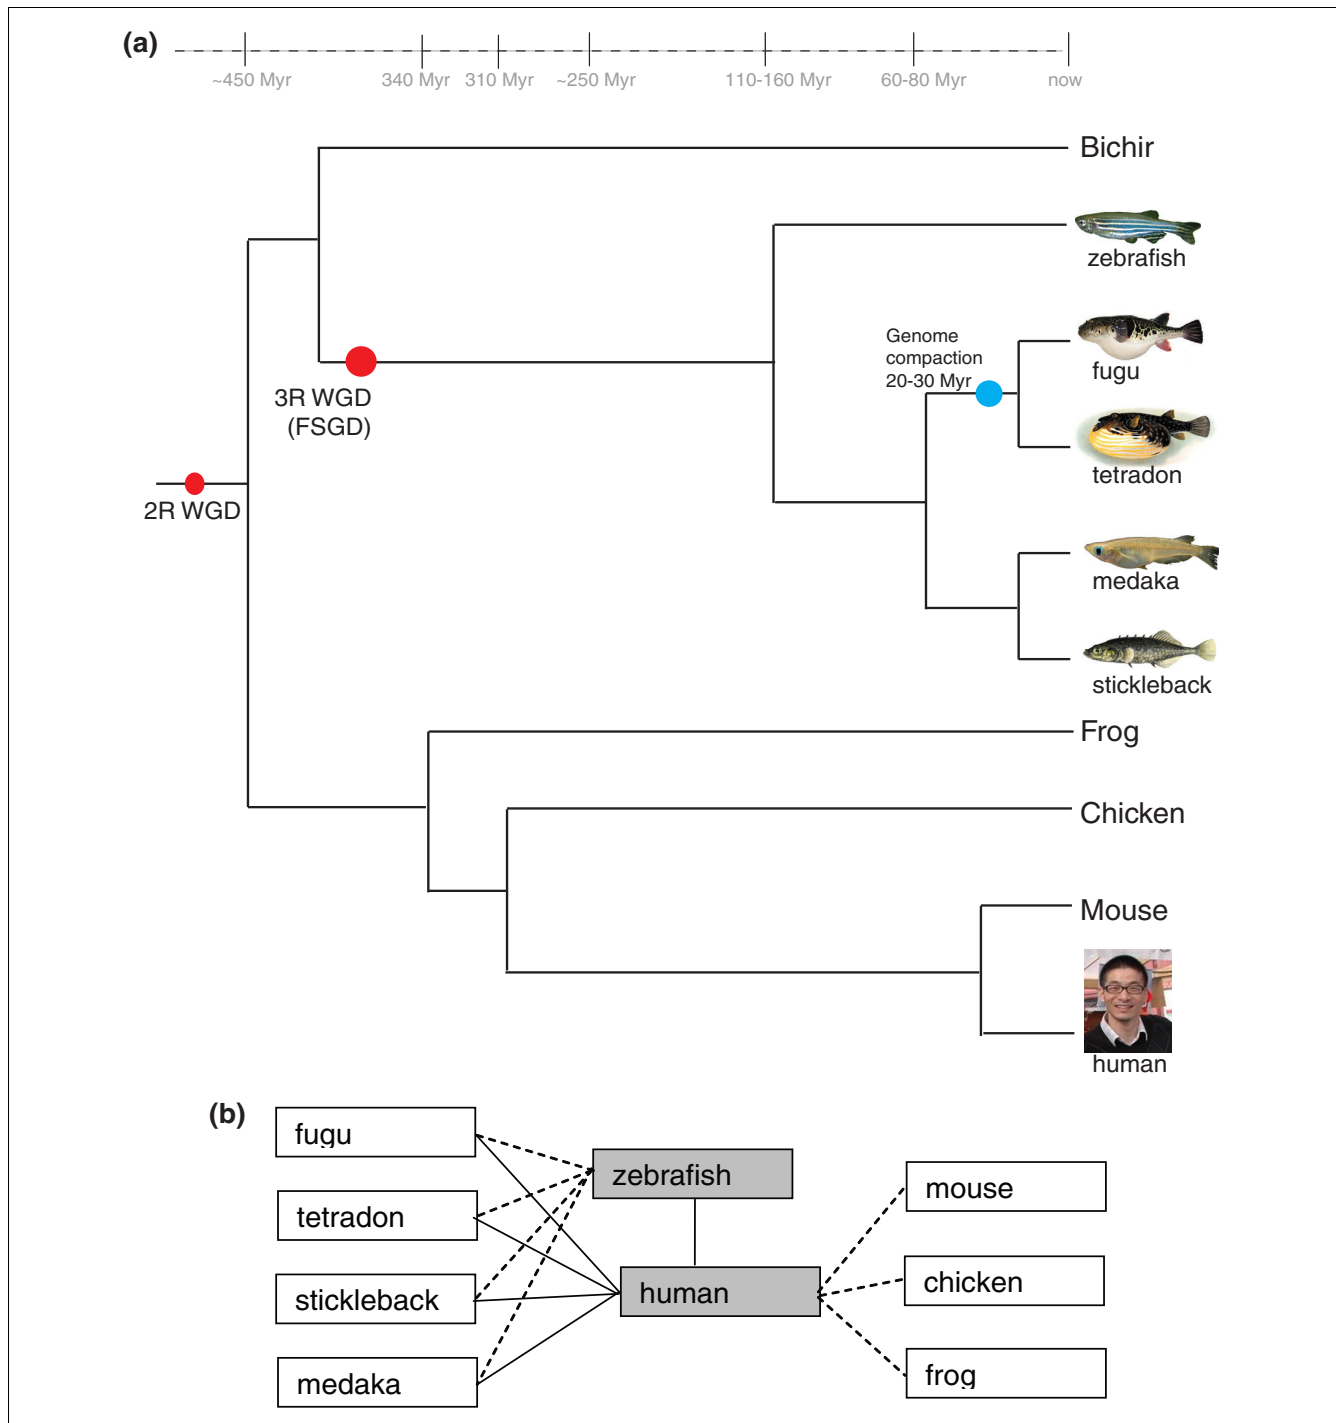 (a)
~450 Myr
340 Myr
310 Myr
~250 Myr
110-160 Myr
60-80 Myr
now
Bichir
zebrafish
Genome
compaction
20-30 Myr
fugu
3R WGD
(FSGD)
tetradon
2R WGD
medaka
stickleback
Frog
Chicken
Mouse
human
(b)
fugu
zebrafish
mouse
tetradon
human
chicken
stickleback
medaka
frog